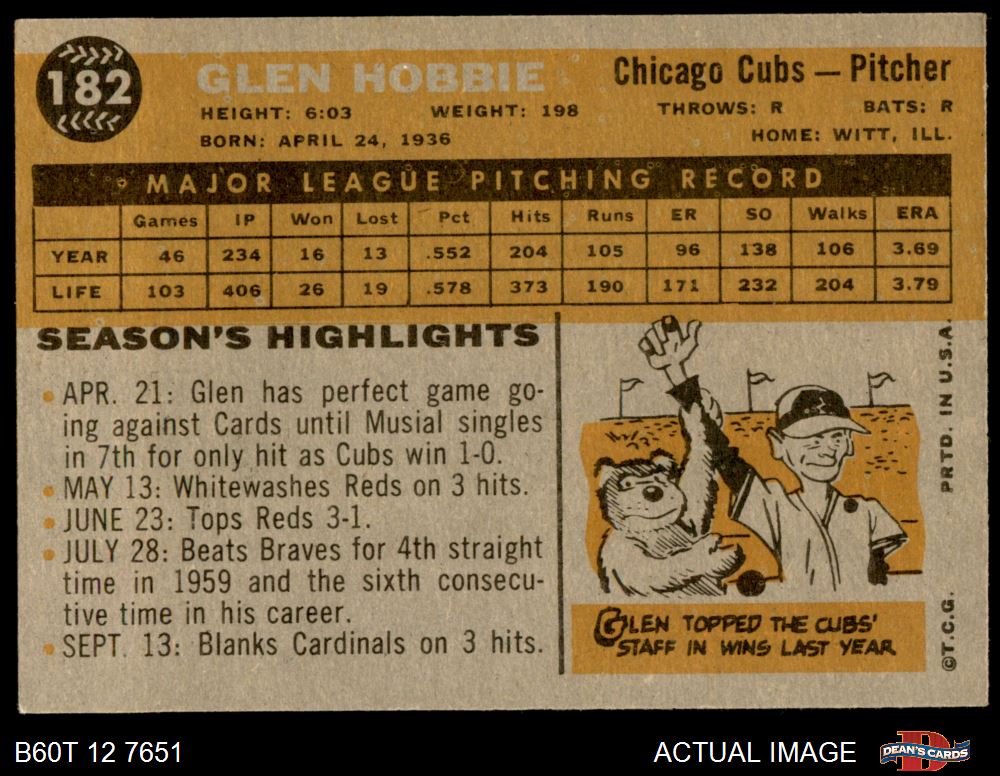 182
GLEN HOBBIE
Chicago Cubs — Pitcher
HEIGHT: 6:03 WEIGHT: 198 THROWS: R BATS: R
BORN: APRIL 24, 1936 HOME: WITT, ILL.
MAJOR LEAGUE PITCHING RECORD
Games IP Won Lost Pct Hits Runs ER SO Walks ERA
YEAR 46 234 16 13 .552 204 105 96 138 106 3.69
LIFE 103 406 26 19 .578 373 190 171 232 204 3.79
SEASON'S HIGHLIGHTS
• APR. 21: Glen has perfect game go-
ing against Cards until Musial singles
in 7th for only hit as Cubs win 1-0.
• MAY 13: Whitewashes Reds on 3 hits.
• JUNE 23: Tops Reds 3-1.
• JULY 28: Beats Braves for 4th straight
time in 1959 and the sixth consecu-
tive time in his career.
• SEPT. 13: Blanks Cardinals on 3 hits.
GLEN TOPPED THE CUBS'
STAFF IN WINS LAST YEAR
©T.C.G. PRTD. IN U.S.A.
B60T 12 7651
ACTUAL IMAGE
D
DEAN'S CARDS